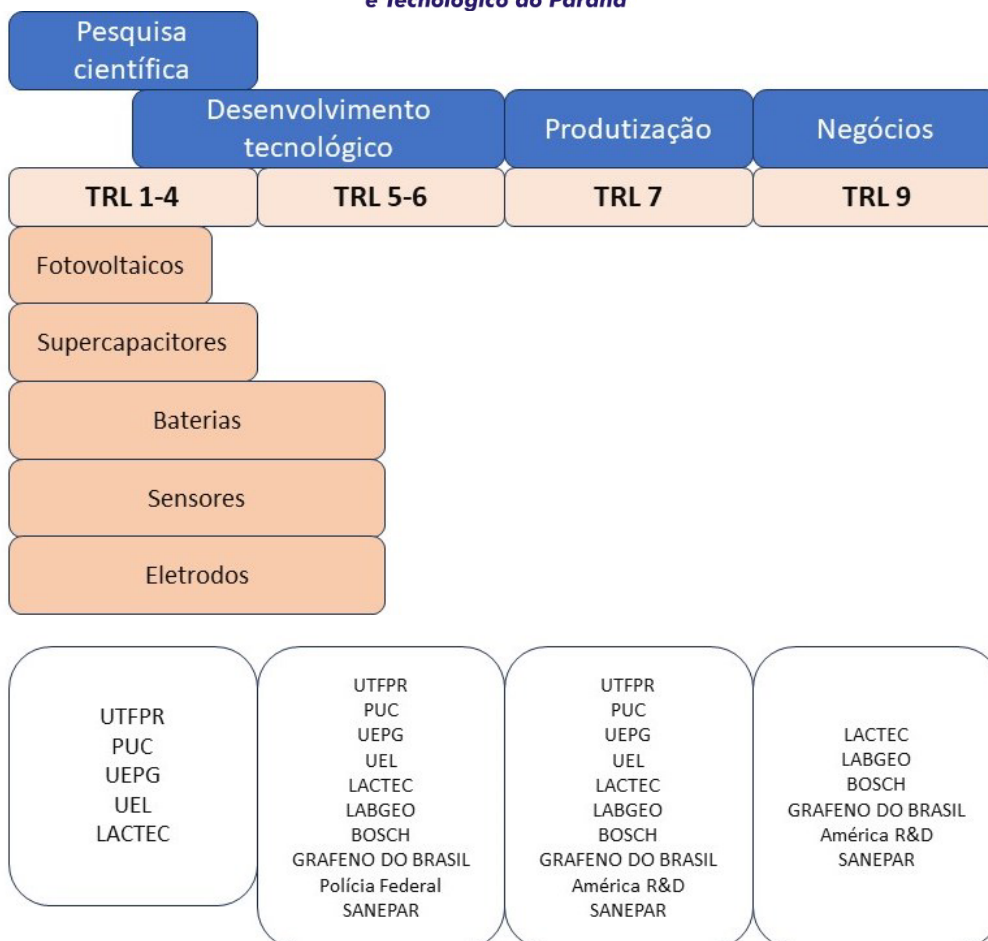 e Tecnológico do Paraná
Pesquisa
científica
Desenvolvimento
tecnológico
Produtização
Negócios
TRL 1-4
TRL 5-6
TRL 7
TRL 9
Fotovoltaicos
Supercapacitores
Baterias
Sensores
Eletrodos
UTFPR
PUC
UEPG
UEL
LACTEC
UTFPR
PUC
UEPG
UEL
LACTEC
LABGEO
BOSCH
GRAFENO DO BRASIL
Polícia Federal
SANEPAR
UTFPR
PUC
UEPG
UEL
LACTEC
LABGEO
BOSCH
GRAFENO DO BRASIL
América R&D
SANEPAR
LACTEC
LABGEO
BOSCH
GRAFENO DO BRASIL
América R&D
SANEPAR